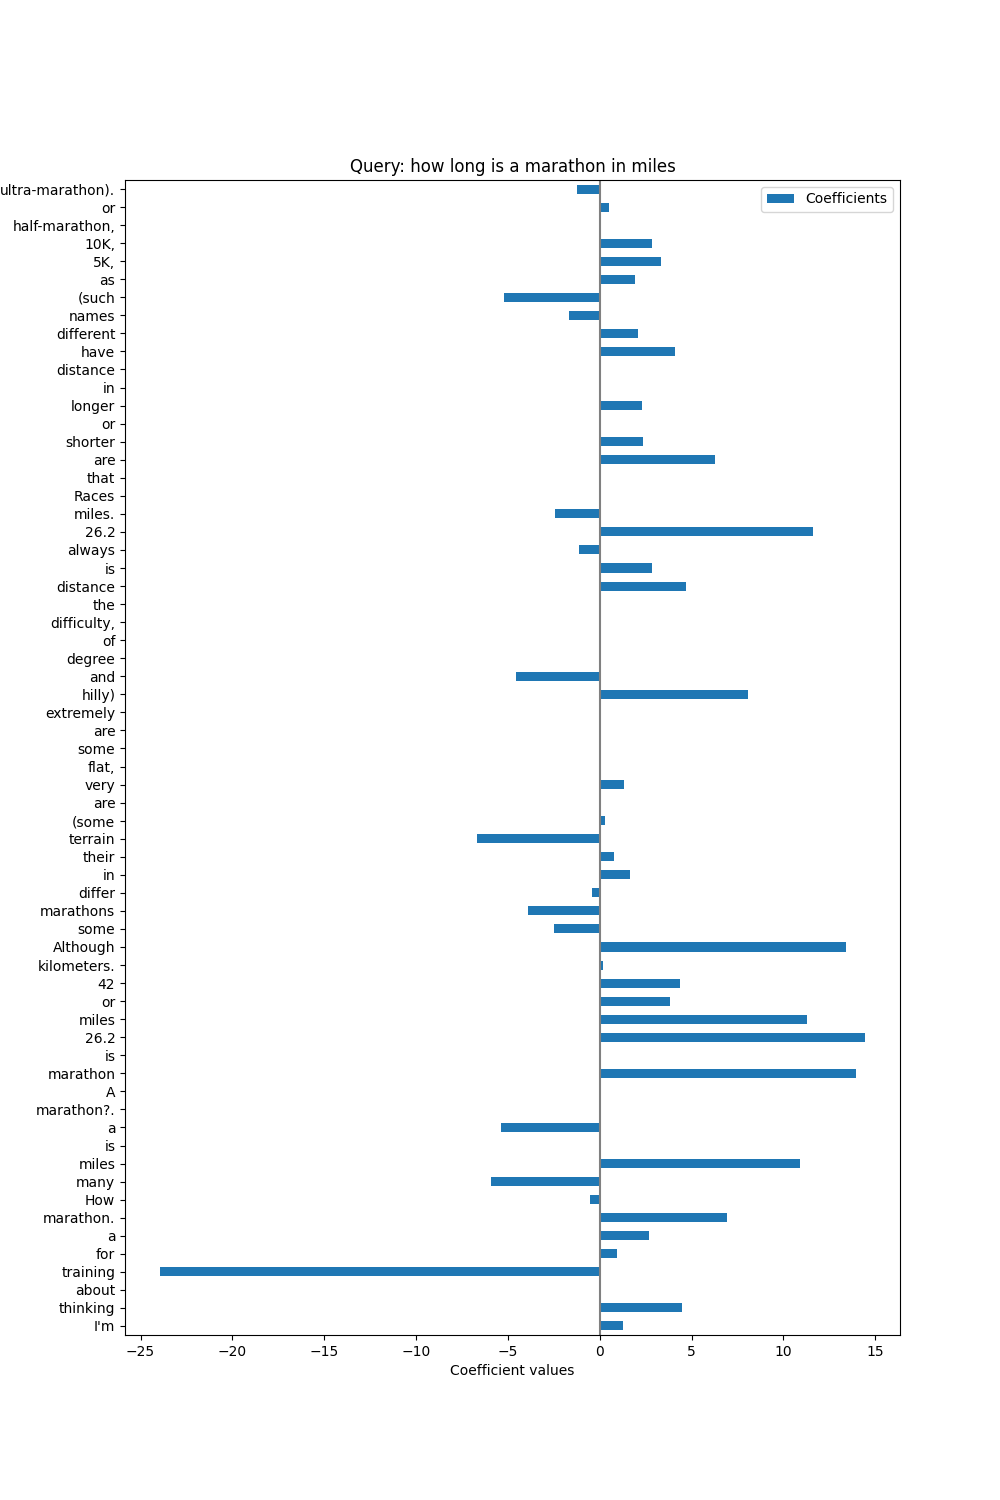 Query: how long is a marathon in miles
Coefficients
ultra-marathon).
or
half-marathon,
10K,
5K,
as
(such
names
different
have
distance
in
longer
or
shorter
are
that
Races
miles.
26.2
always
is
distance
the
difficulty,
of
degree
and
hilly)
extremely
are
some
flat,
very
are
(some
terrain
their
in
differ
marathons
some
Although
kilometers.
42
or
miles
26.2
is
marathon
A
marathon?.
a
is
miles
many
How
marathon.
a
for
training
about
thinking
I'm
−25 −20 −15 −10 −5 0 5 10 15
Coefficient values